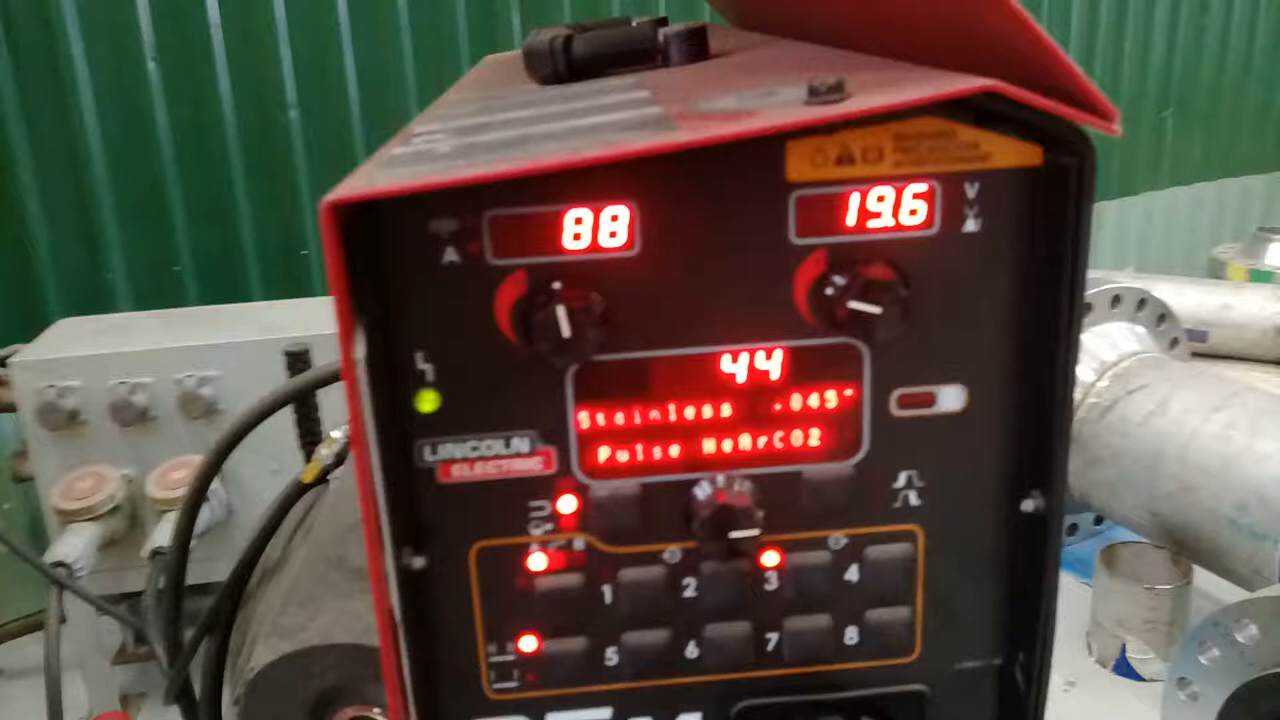 88
19.6
V
A
44
Stainless .045"
Pulse HeArCO2
LINCOLN
ELECTRIC
1 2 3 4
5 6 7 8